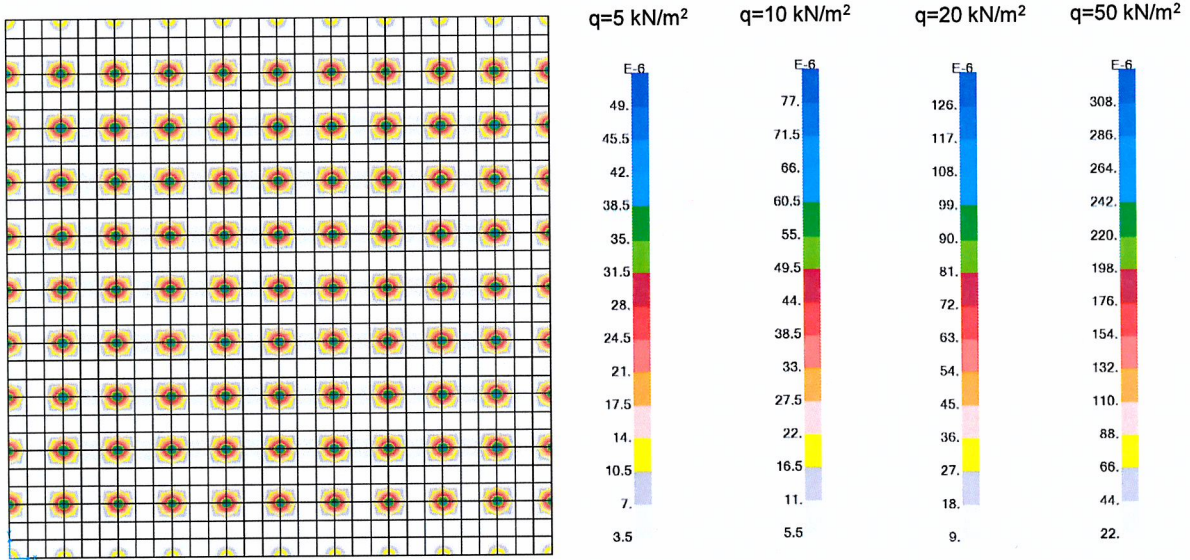 q=5 kN/m² q=10 kN/m² q=20 kN/m² q=50 kN/m²
E-6 E-6 E-6 E-6
49. 77. 126. 308.
45.5 71.5 117. 286.
42. 66. 108. 264.
38.5 60.5 99. 242.
35. 55. 90. 220.
31.5 49.5 81. 198.
28. 44. 72. 176.
24.5 38.5 63. 154.
21. 33. 54. 132.
17.5 27.5 45. 110.
14. 22. 36. 88.
10.5 16.5 27. 66.
7. 11. 18. 44.
3.5 5.5 9. 22.